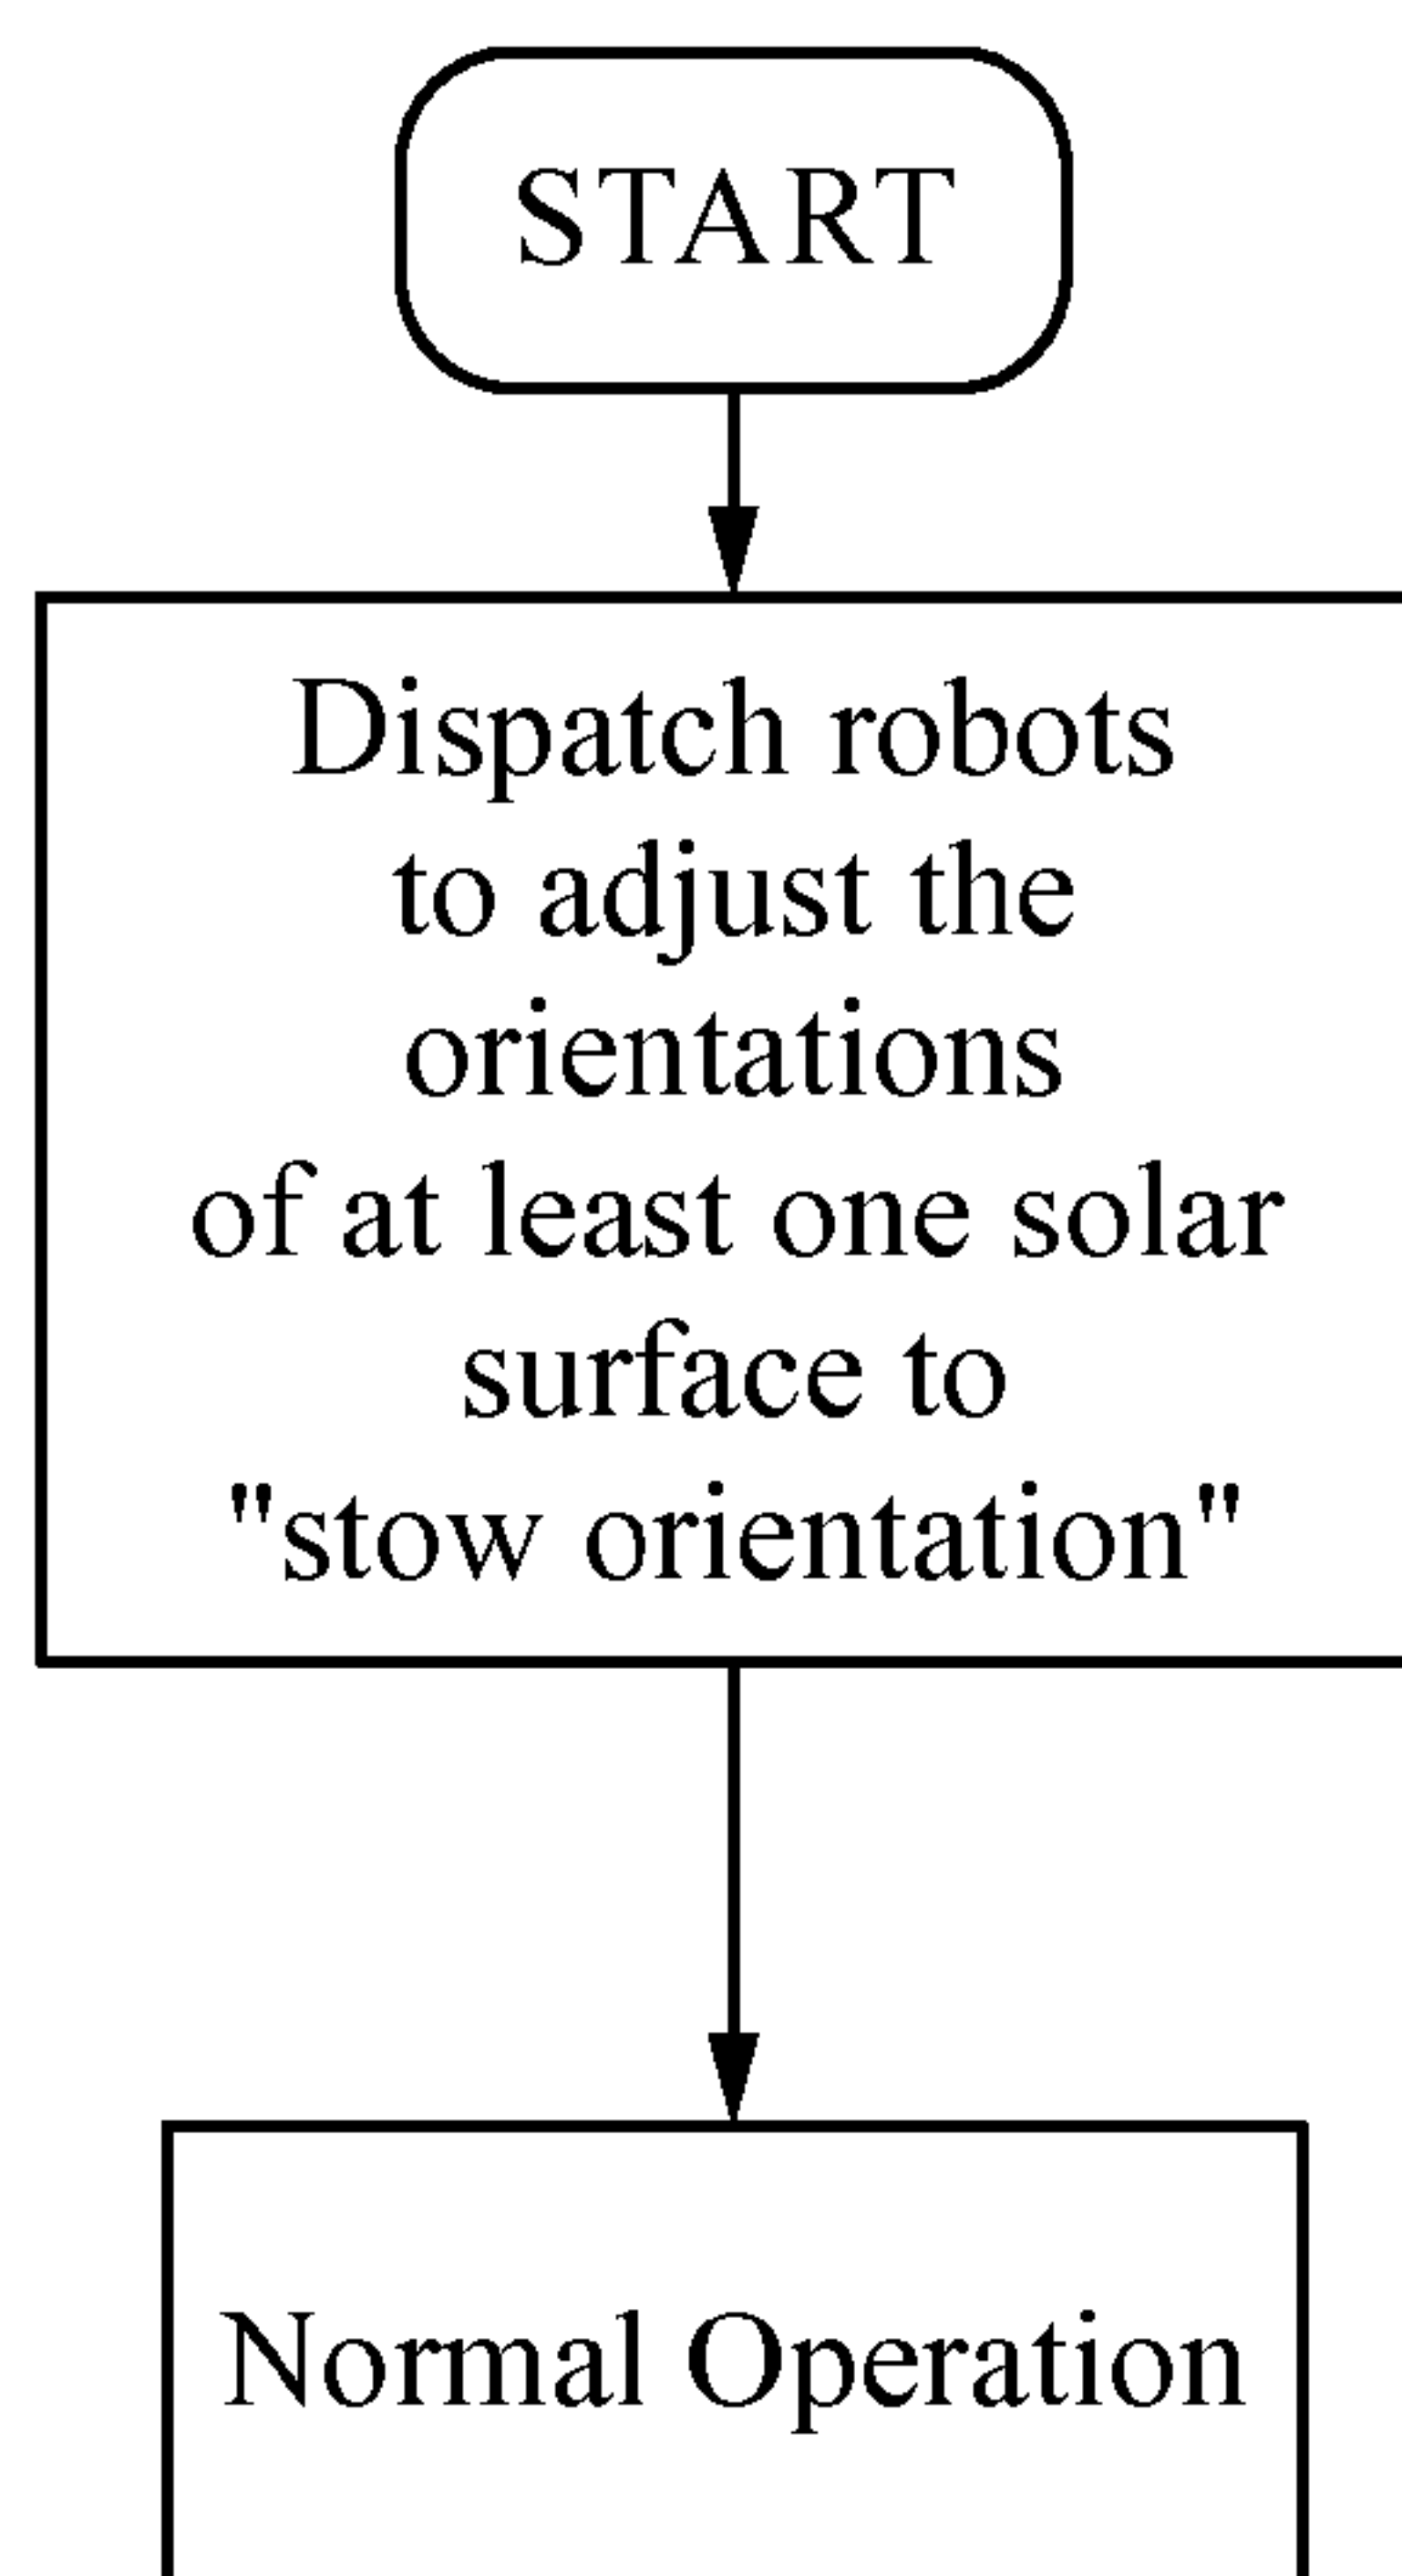 START
Dispatch robots
to adjust the
orientations
of at least one solar
surface to
"stow orientation"
Normal Operation